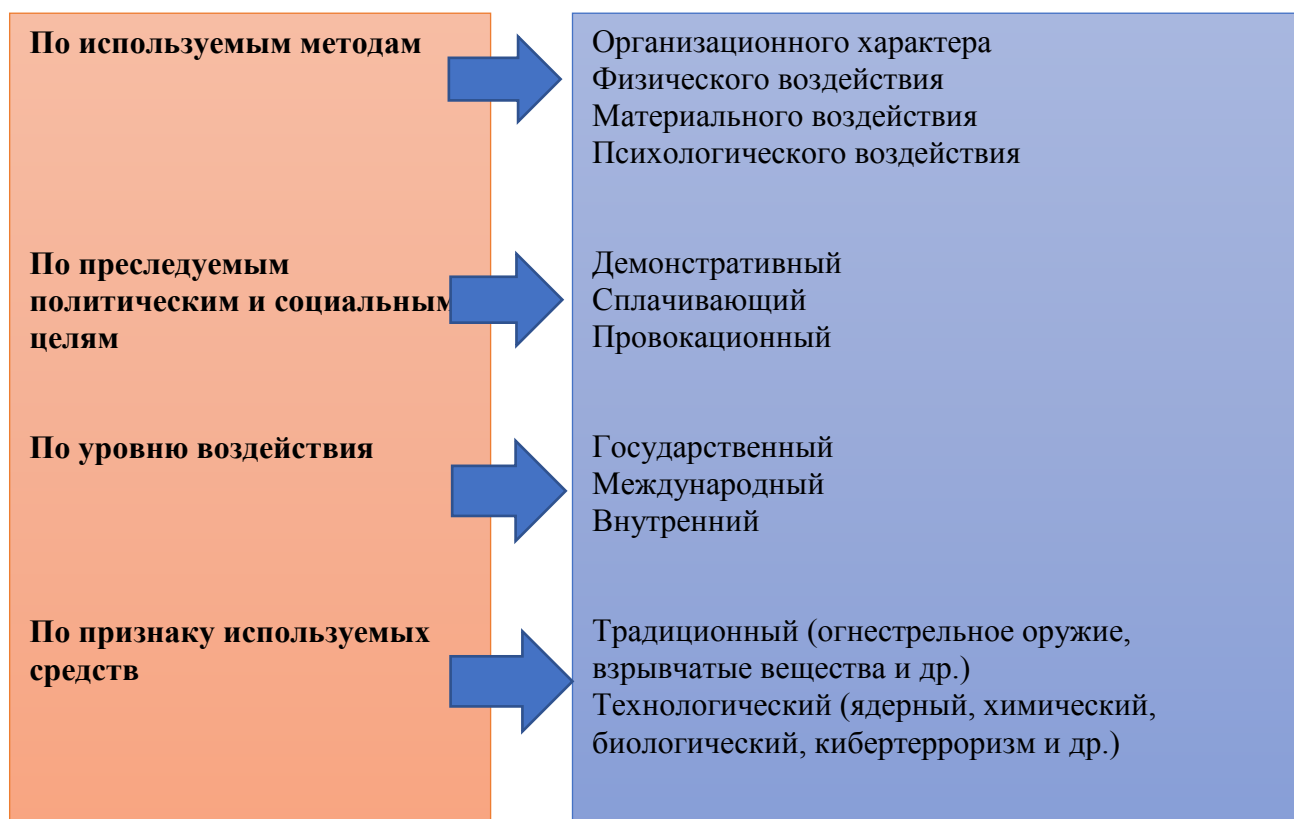 По используемым методам
Организационного характера
Физического воздействия
Материального воздействия
Психологического воздействия
По преследуемым
политическим и социальным
целям
Демонстративный
Сплачивающий
Провокационный
По уровню воздействия
Государственный
Международный
Внутренний
По признаку используемых
средств
Традиционный (огнестрельное оружие,
взрывчатые вещества и др.)
Технологический (ядерный, химический,
биологический, кибертерроризм и др.)